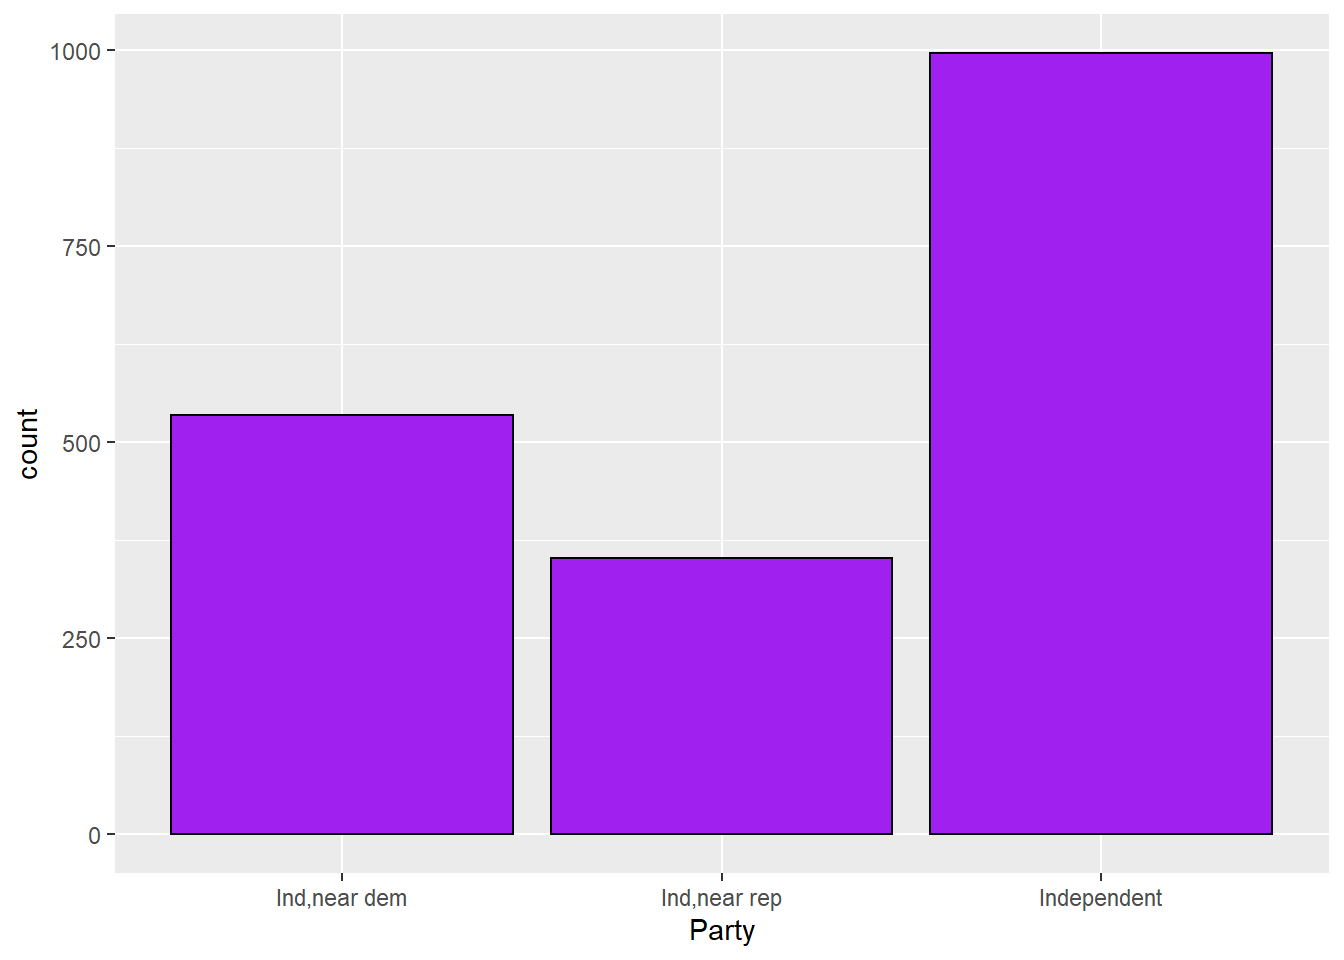 1000
750
500
250
0
count
Ind,near dem
Ind,near rep
Independent
Party